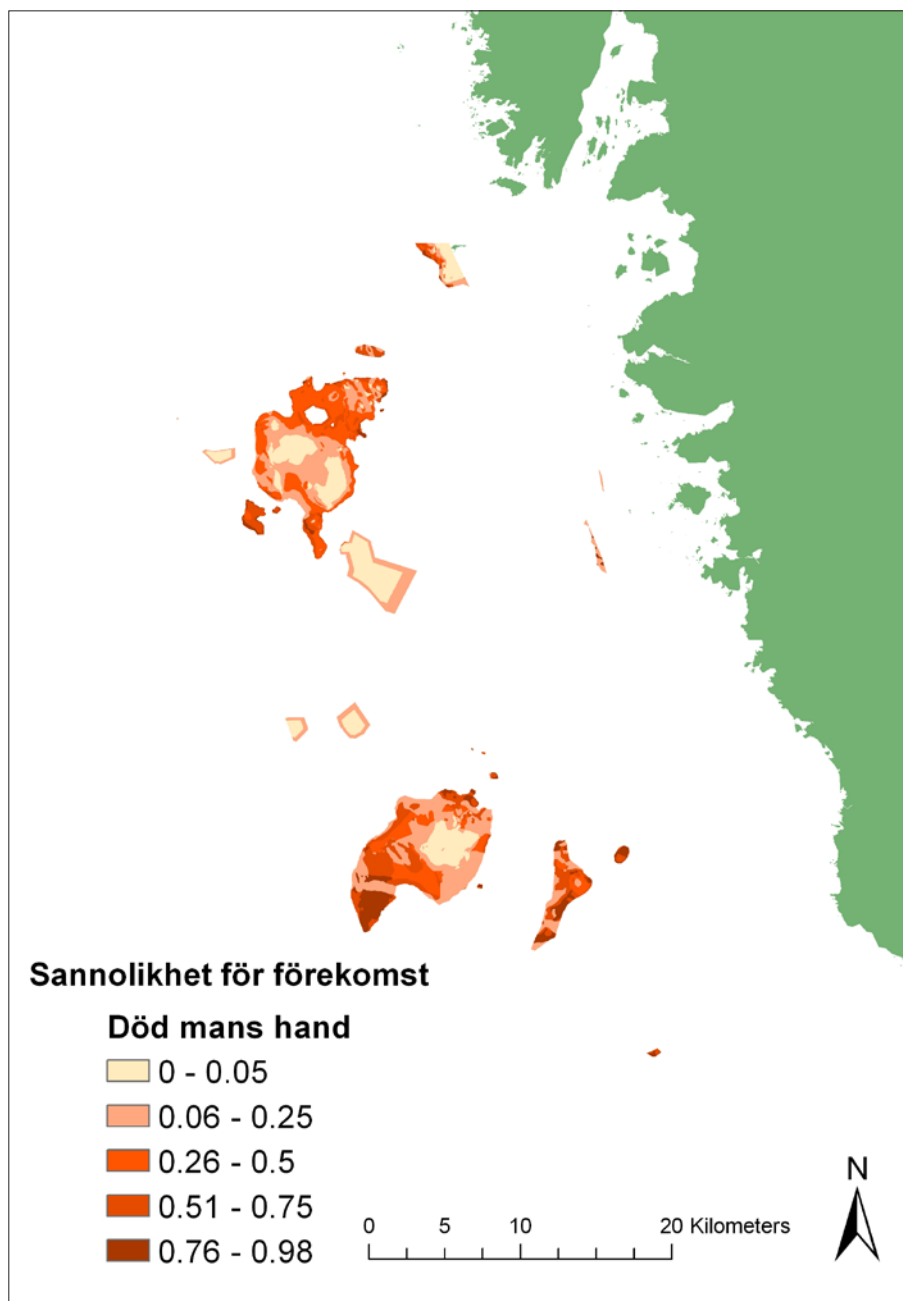 Sannolikhet för förekomst
Död mans hand
0 - 0.05
0.06 - 0.25
0.26 - 0.5
0.51 - 0.75
0.76 - 0.98
0 5 10 20 Kilometers
N